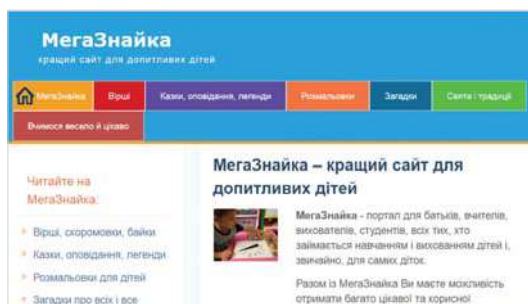 МегаЗнайка
кращий сайт для допитливих дітей
МегаЗнайка
Вірші
Казки, оповідання, легенди
Розмальовки
Загадки
Свята і традиції
Вчимося весело й цікаво
Читайте на
МегаЗнайка:
Вірші, скоромовки, байки
Казки, оповідання, легенди
Розмальовки для дітей
Загадки про всіх і все
МегаЗнайка – кращий сайт для
допитливих дітей
МегаЗнайка - портал для батьків, вчителів,
вихователів, студентів, всіх тих, хто
займається навчанням і вихованням дітей і,
звичайно, для самих діток.
Разом із МегаЗнайка Ви маєте можливість
отримати багато цікавої та корисної